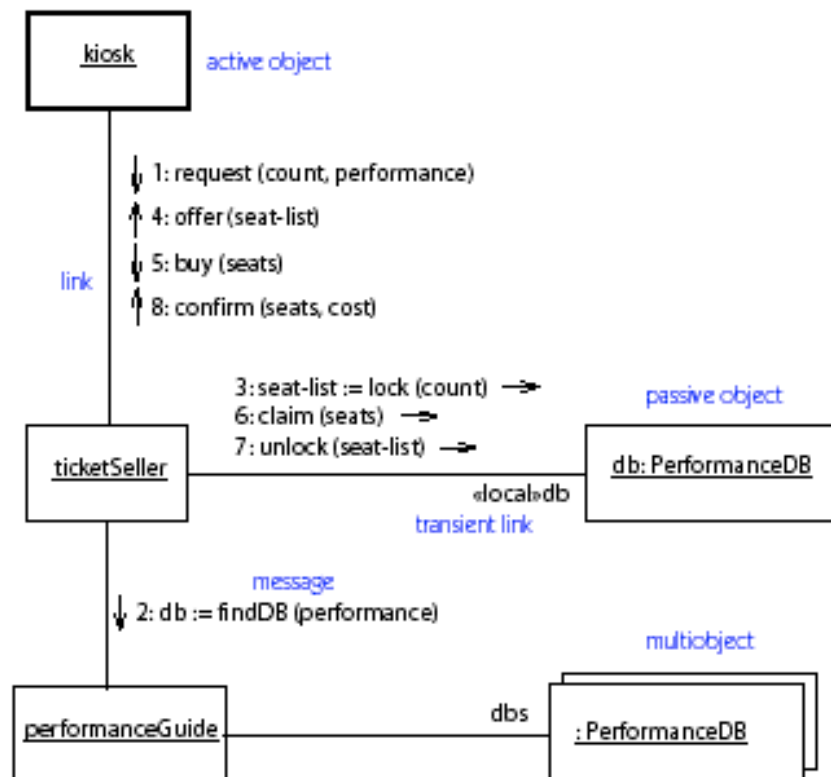 kiosk
active object
1: request (count, performance)
4: offer (seat-list)
5: buy (seats)
link
8: confirm (seats, cost)
3: seat-list := lock (count)
passive object
6: claim (seats)
7: unlock (seat-list)
ticketSeller
db: PerformanceDB
«local»db
transient link
message
2: db := findDB (performance)
multiobject
dbs
performanceGuide
: PerformanceDB